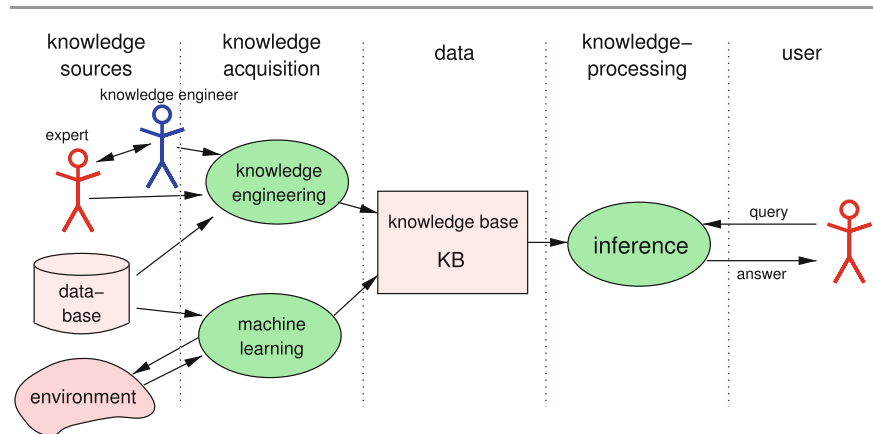 knowledge
sources
knowledge
acquisition
data
knowledge–
processing
user
knowledge engineer
expert
knowledge
engineering
knowledge base
KB
inference
query
answer
data–
base
machine
learning
environment